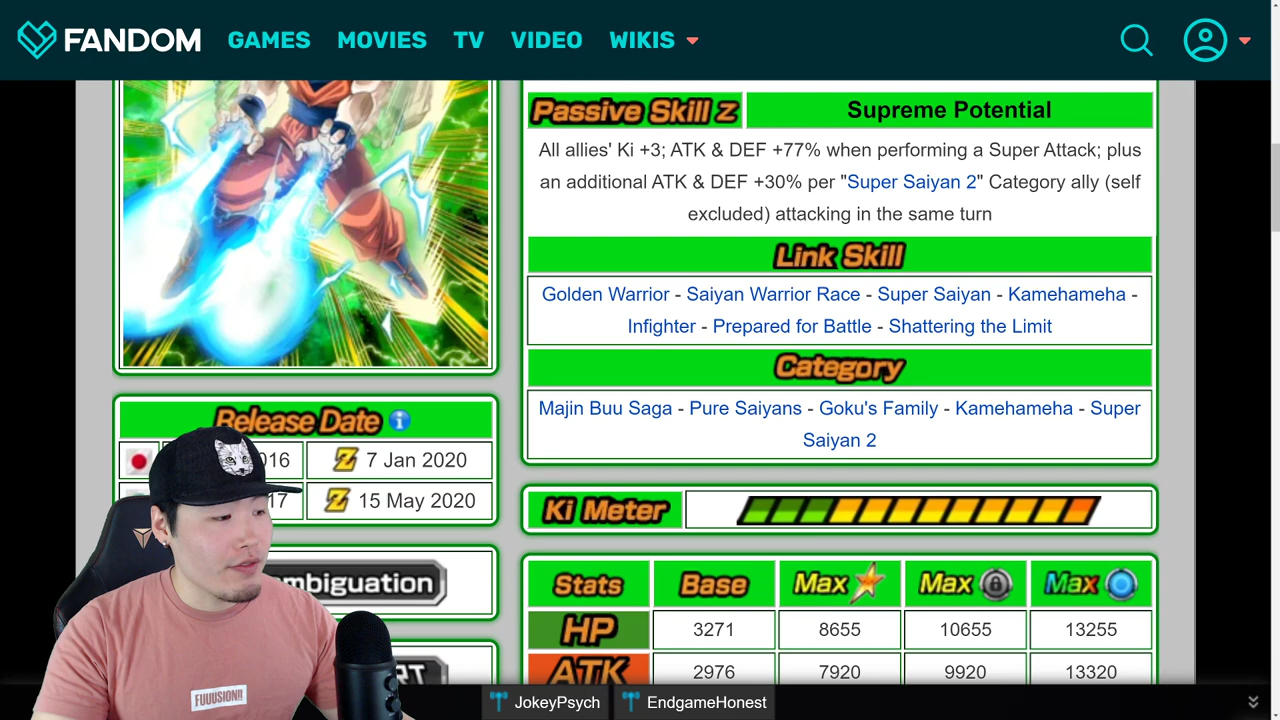 FANDOM GAMES MOVIES TV VIDEO WIKIS
Passive Skill Z
Supreme Potential
All allies' Ki +3; ATK & DEF +77% when performing a Super Attack; plus
an additional ATK & DEF +30% per "Super Saiyan 2" Category ally (self
excluded) attacking in the same turn
Link Skill
Golden Warrior - Saiyan Warrior Race - Super Saiyan - Kamehameha -
Infighter - Prepared for Battle - Shattering the Limit
Category
Majin Buu Saga - Pure Saiyans - Goku's Family - Kamehameha - Super
Saiyan 2
Release Date i
016 Z 7 Jan 2020
17 Z 15 May 2020
mbiguation
RT
Ki Meter
Stats Base Max Max Max
HP 3271 8655 10655 13255
ATK 2976 7920 9920 13320
FUUUSION!!
JokeyPsych EndgameHonest